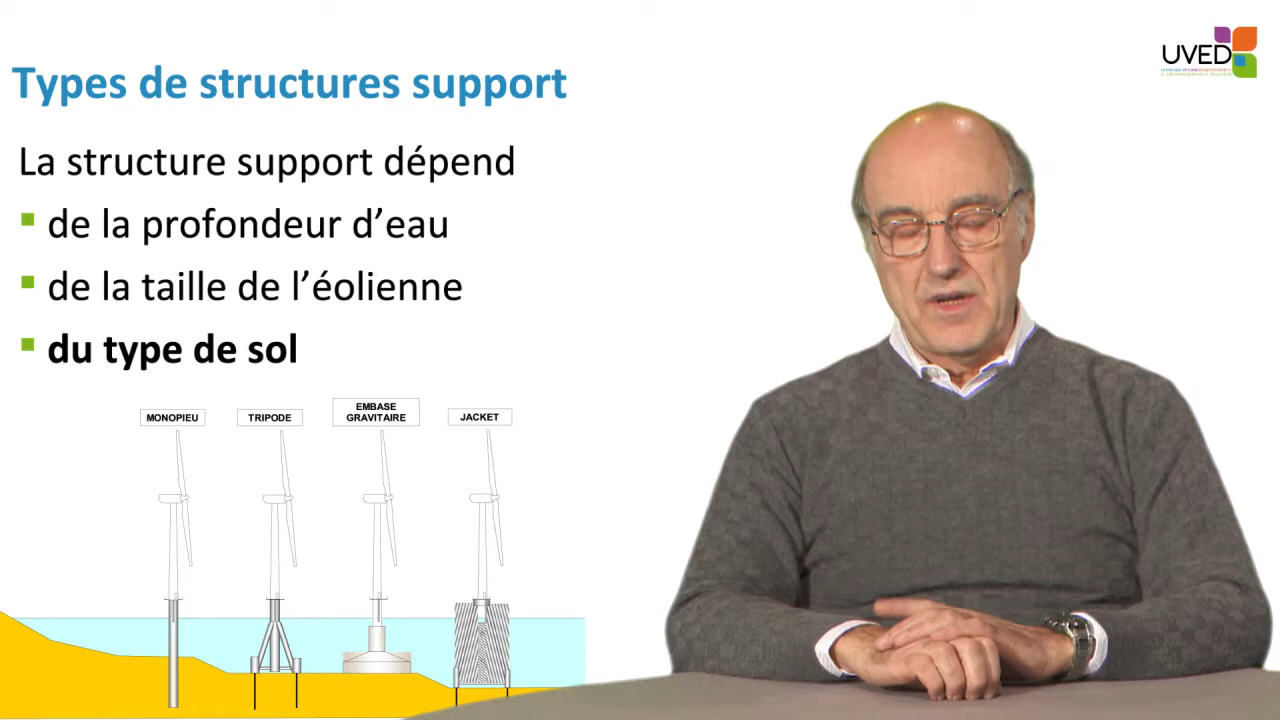 UVED
Types de structures support
La structure support dépend
de la profondeur d’eau
de la taille de l’éolienne
du type de sol
MONOPIEU
TRIPODE
EMBASE
GRAVITAIRE
JACKET